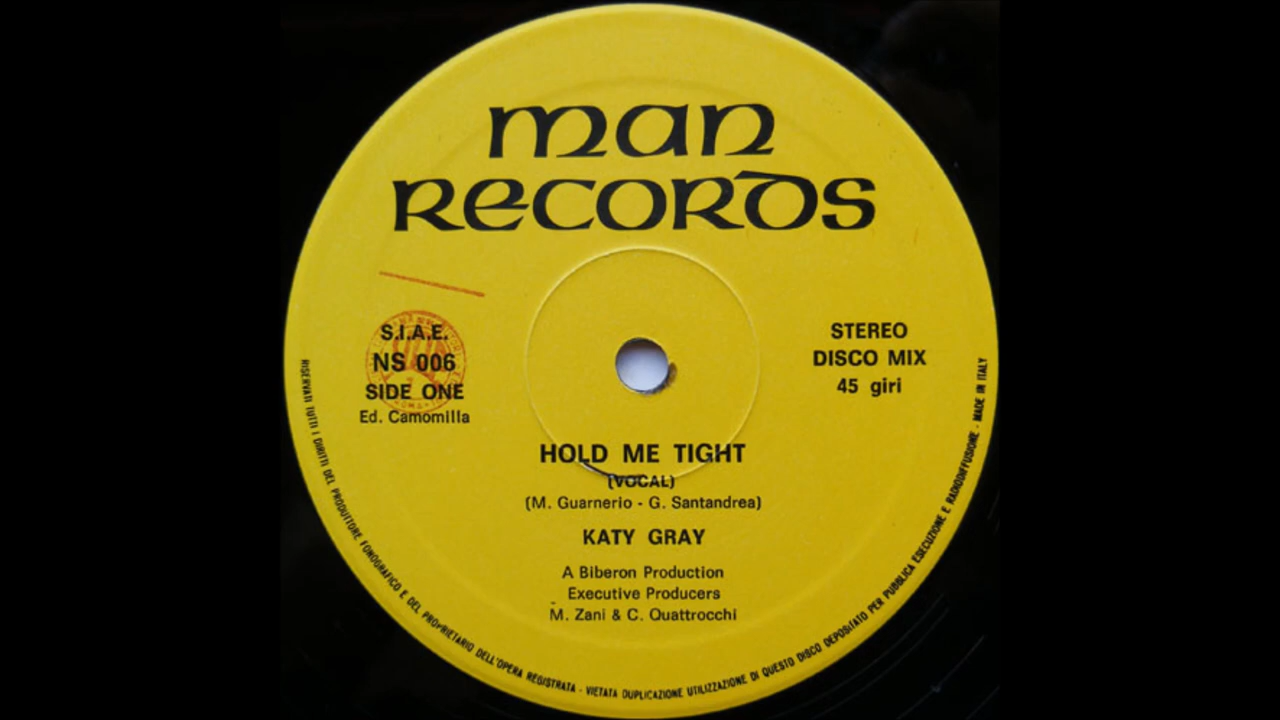 man
RECORDS
S.I.A.E.
NS 006
SIDE ONE
Ed. Camomilla
STEREO
DISCO MIX
45 giri
HOLD ME TIGHT
(VOCAL)
(M. Guarnerio - G. Santandrea)
KATY GRAY
A Biberon Production
Executive Producers
M. Zani & C. Quattrocchi
RISERVATI TUTTI I DIRITTI DEL PRODUTTORE FONOGRAFICO E DEL PROPRIETARIO DELL'OPERA REGISTRATA - VIETATA DUPLICAZIONE UTILIZZAZIONE DI QUESTO DISCO DEPOSITATO PER PUBBLICA ESECUZIONE E RADIODIFFUSIONE - MADE IN ITALY